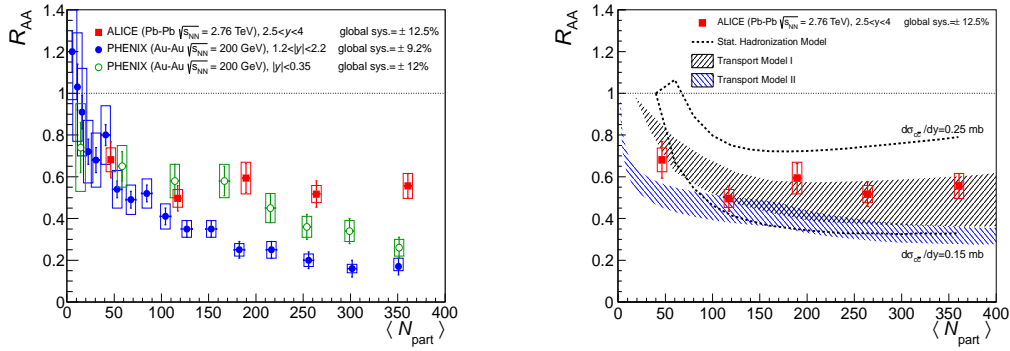 R_AA
1.4
1.2
1
0.8
0.6
0.4
0.2
0
ALICE (Pb-Pb √s_NN = 2.76 TeV), 2.5<y<4 global sys.= ± 12.5%
PHENIX (Au-Au √s_NN = 200 GeV), 1.2<|y|<2.2 global sys.= ± 9.2%
PHENIX (Au-Au √s_NN = 200 GeV), |y|<0.35 global sys.= ± 12%
0 50 100 150 200 250 300 350 400
⟨ N_part ⟩
R_AA
1.4
1.2
1
0.8
0.6
0.4
0.2
0
ALICE (Pb-Pb √s_NN = 2.76 TeV), 2.5<y<4 global sys.= ± 12.5%
Stat. Hadronization Model
Transport Model I
Transport Model II
dσ_cc̄/dy=0.25 mb
dσ_cc̄/dy=0.15 mb
0 50 100 150 200 250 300 350 400
⟨ N_part ⟩